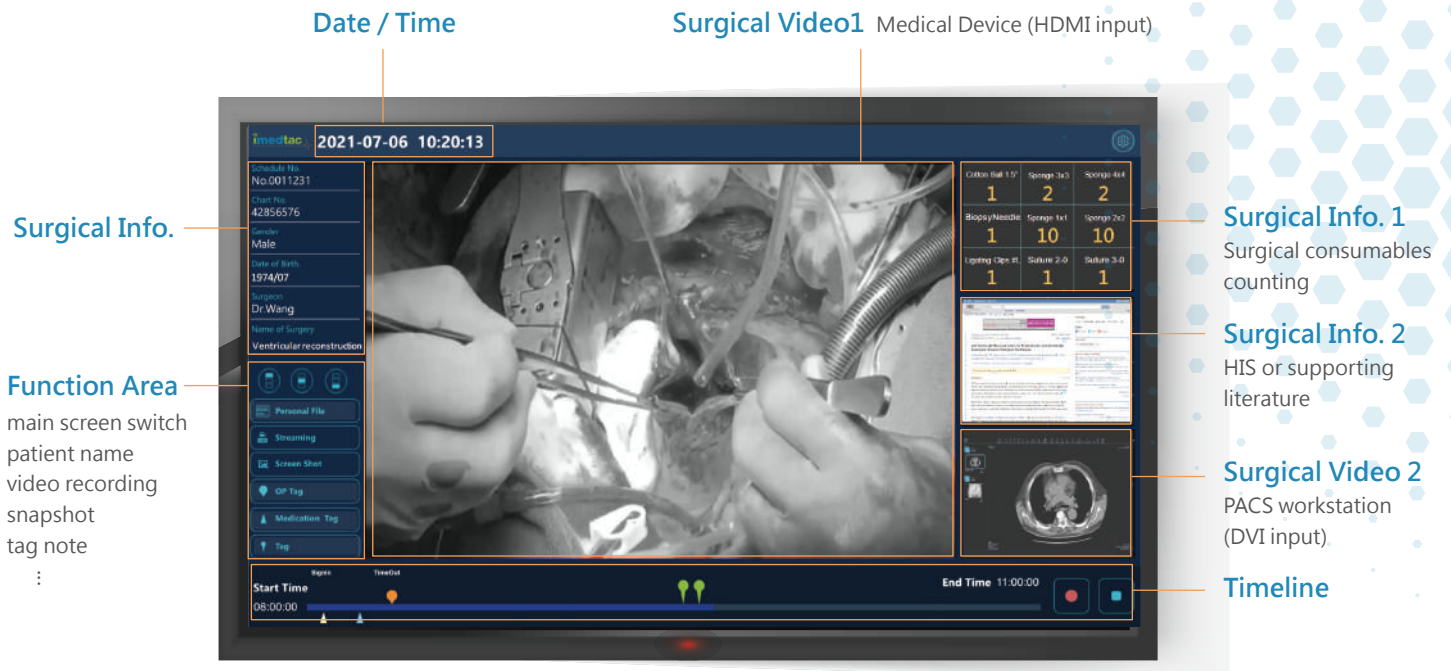 Date / Time
Surgical Video1 Medical Device (HDMI input)
imedtac
2021-07-06 10:20:13
Surgical Info.
Schedule No.
No.0011231
Chart No.
42856576
Gender
Male
Date of Birth
1974/07
Surgeon
Dr.Wang
Name of Surgery
Ventricular reconstruction
Function Area
main screen switch
patient name
video recording
snapshot
tag note
⋮
Personal File
Streaming
Screen Shot
OP Tag
Medication Tag
Tag
Cotton Ball 1.5" Sponge 3x3 Sponge 4x4
1 2 2
BiopsyNeedle Sponge 1x1 Sponge 2x2
1 10 10
Ligating Clips #L Suture 2-0 Suture 3-0
1 1 1
Surgical Info. 1
Surgical consumables
counting
Surgical Info. 2
HIS or supporting
literature
Surgical Video 2
PACS workstation
(DVI input)
Timeline
SignIn TimeOut
Start Time
08:00:00
End Time 11:00:00